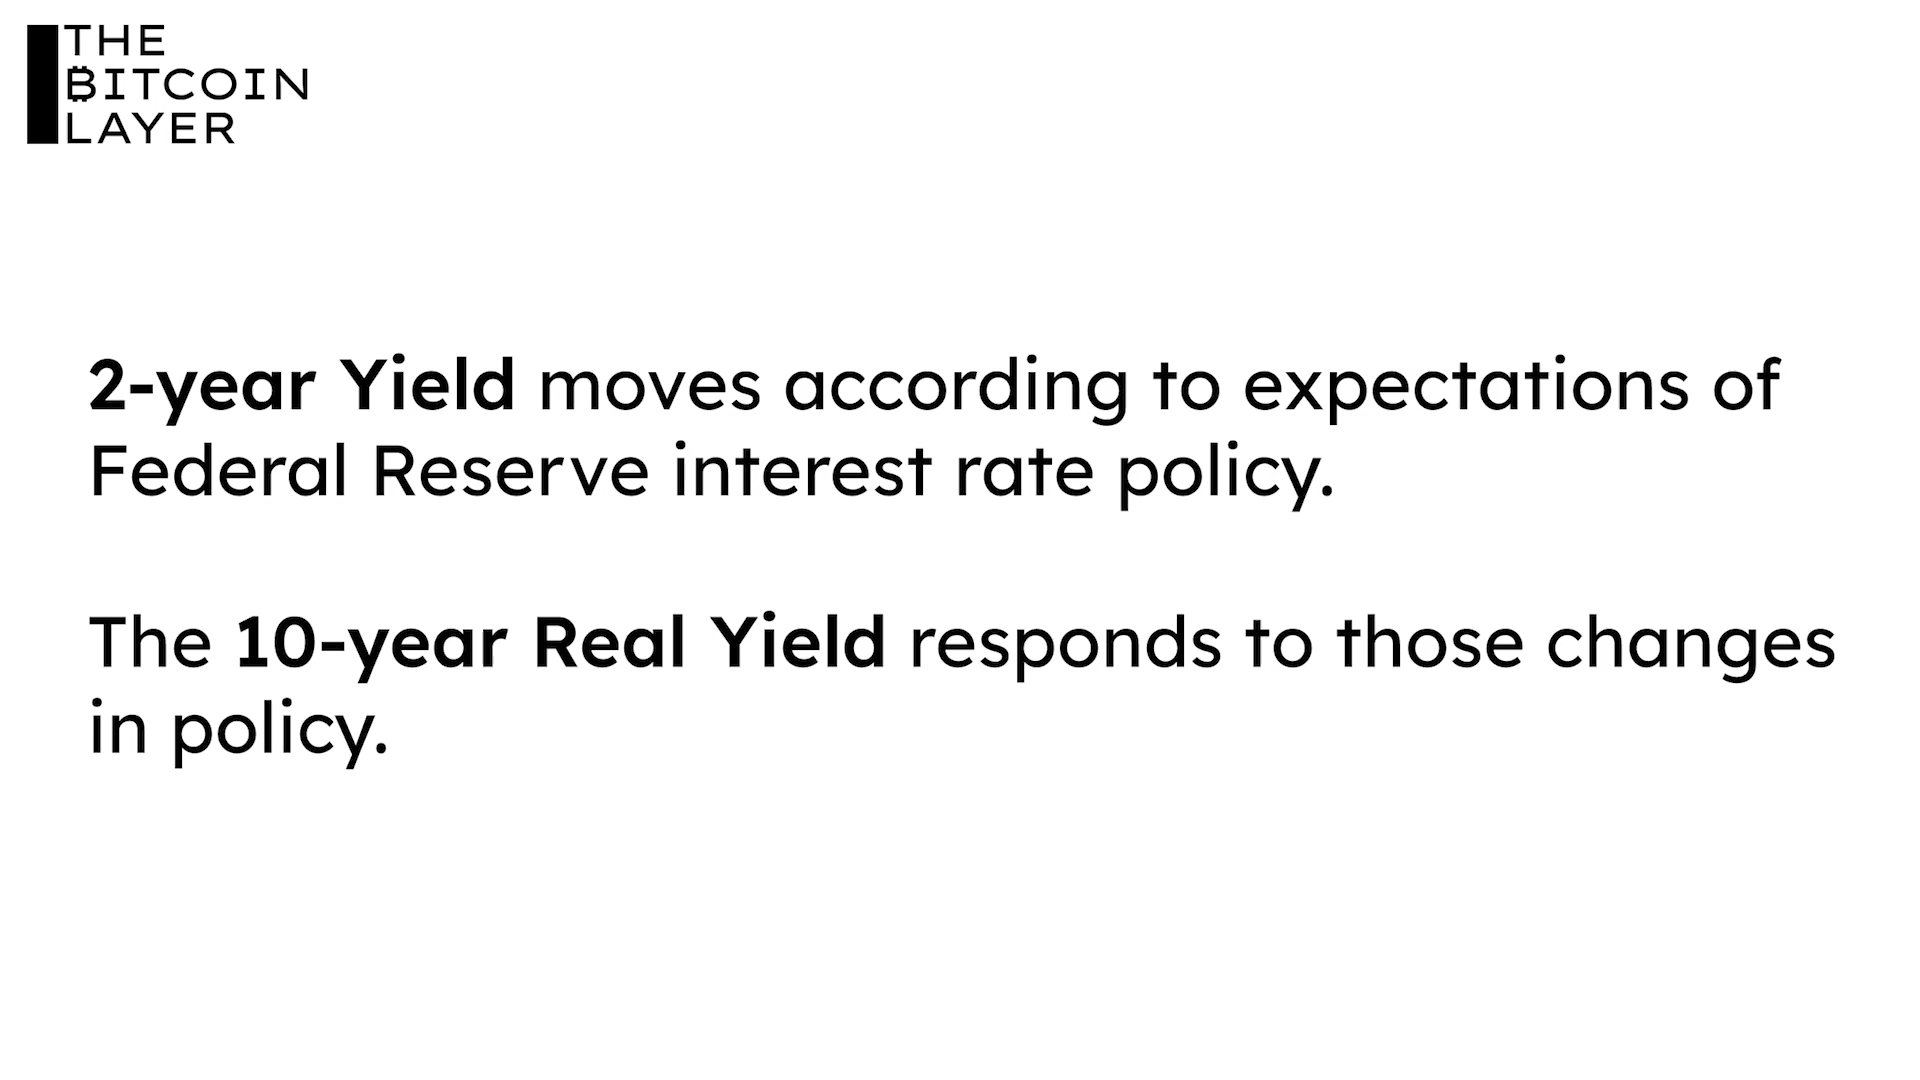 THE
BITCOIN
LAYER
2-year Yield moves according to expectations of
Federal Reserve interest rate policy.
The 10-year Real Yield responds to those changes
in policy.